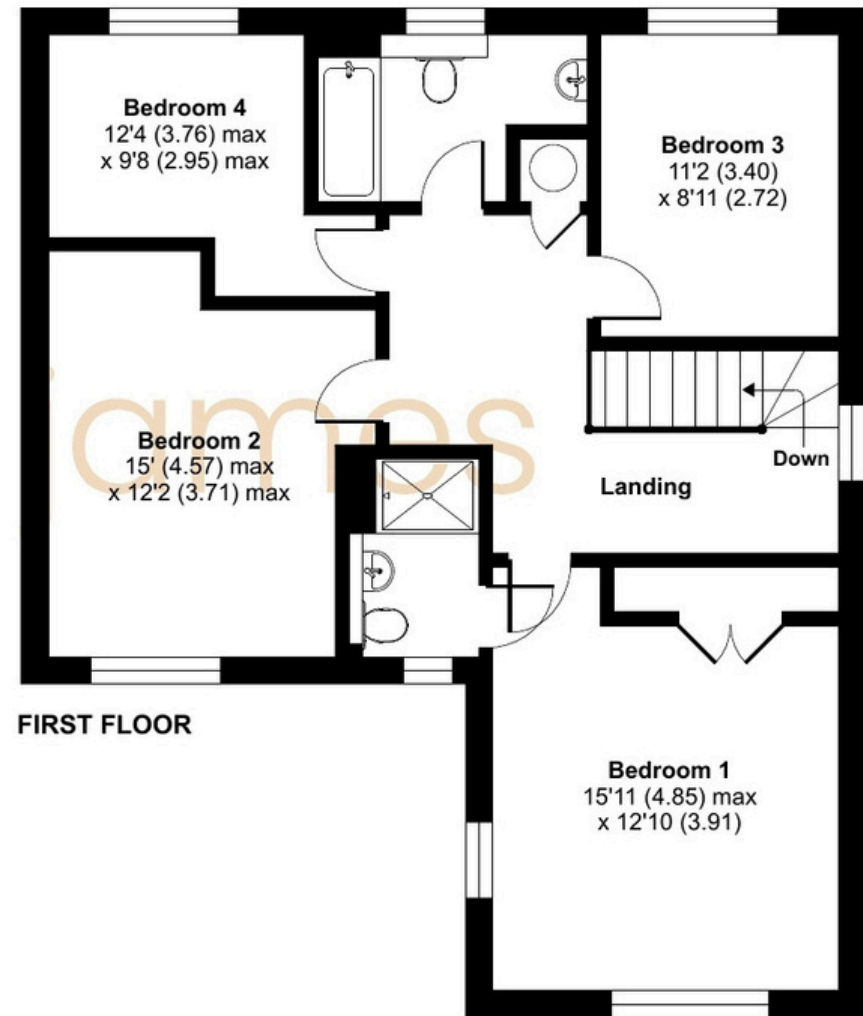 Bedroom 4
12'4 (3.76) max
x 9'8 (2.95) max
Bedroom 3
11'2 (3.40)
x 8'11 (2.72)
james
Bedroom 2
15' (4.57) max
x 12'2 (3.71) max
Down
Landing
FIRST FLOOR
Bedroom 1
15'11 (4.85) max
x 12'10 (3.91)